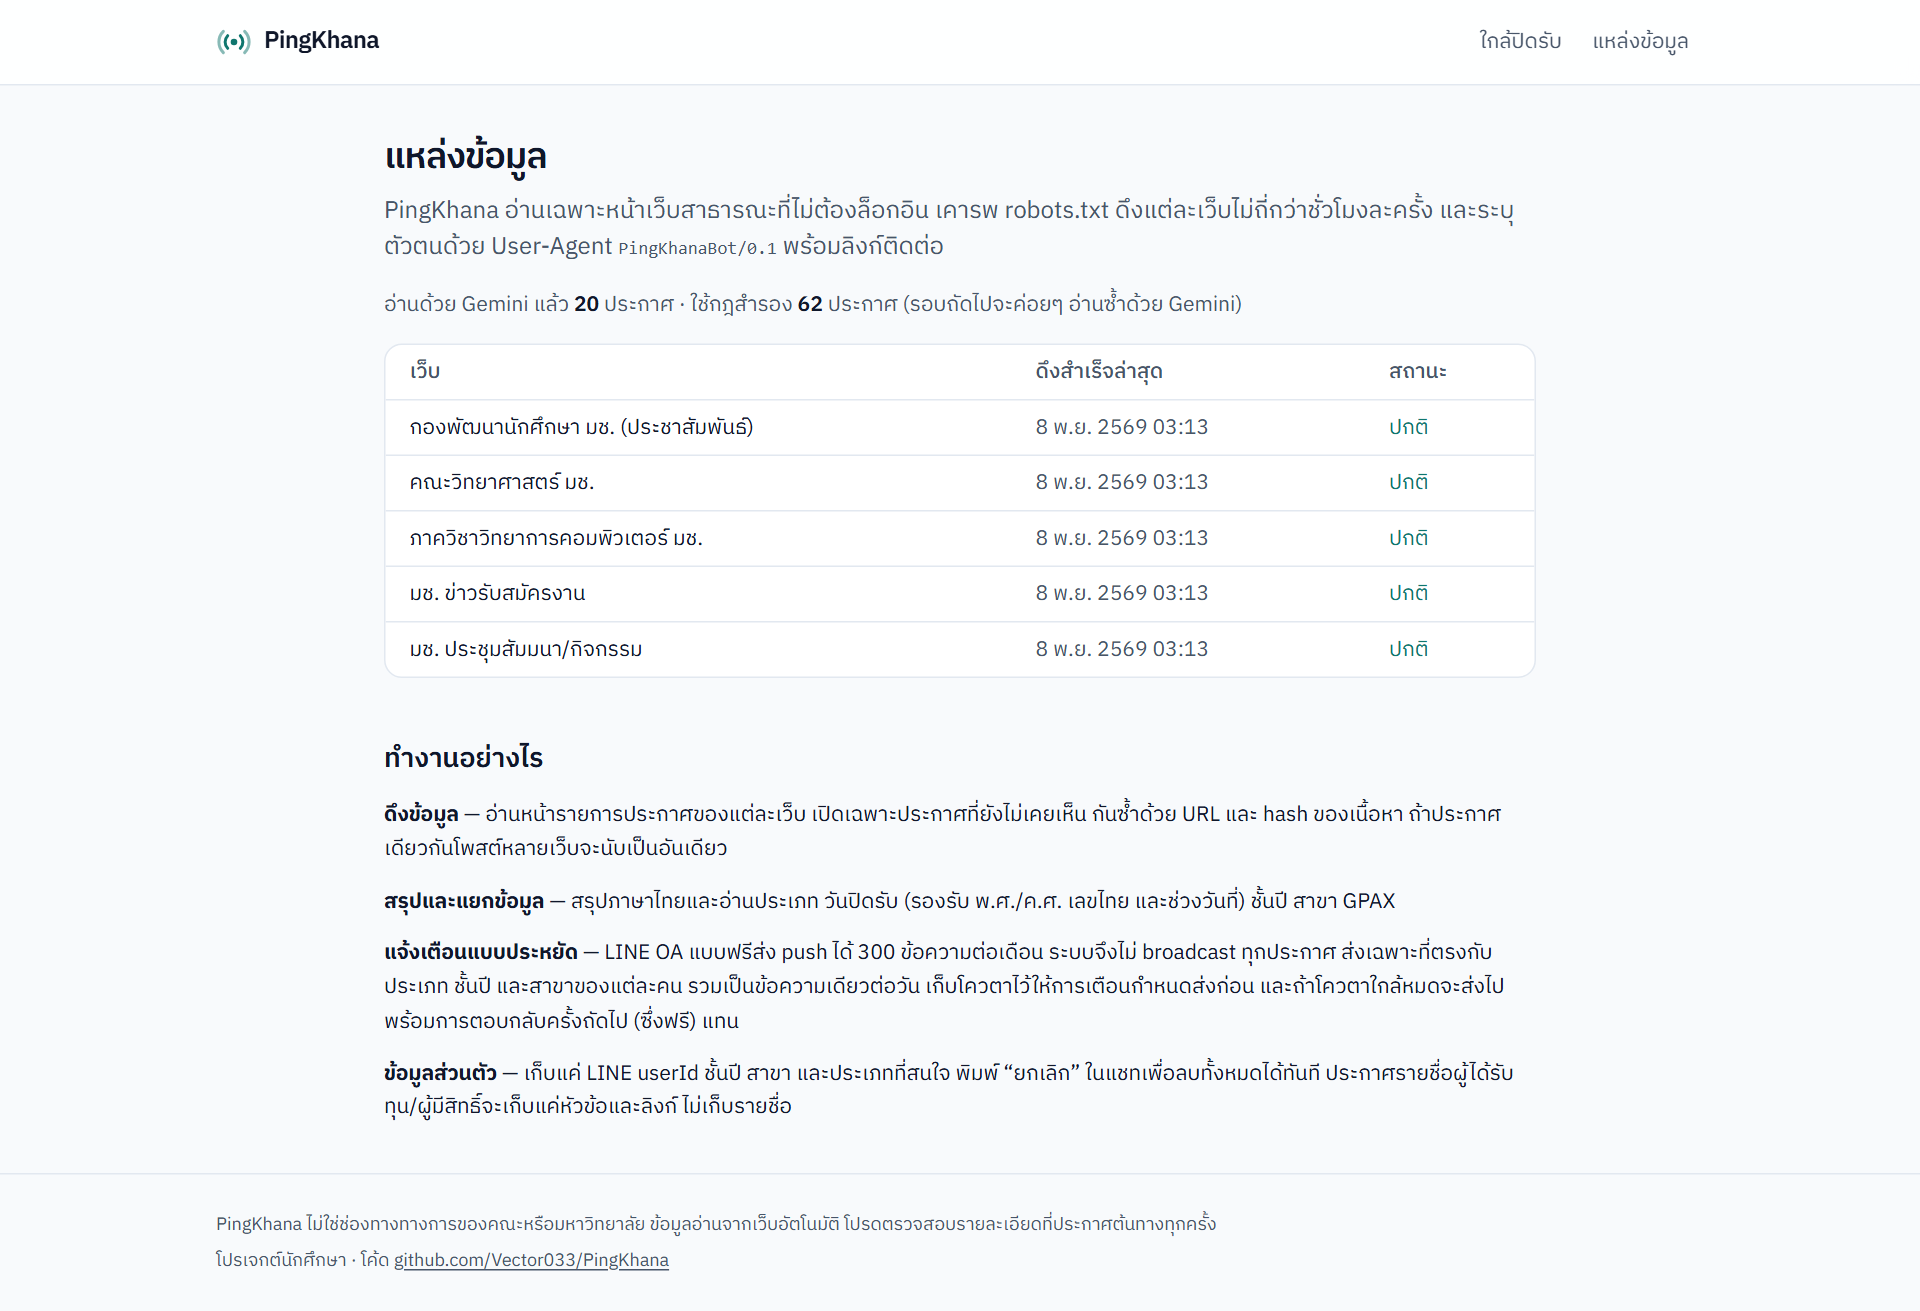 PingKhana
ใกล้ปิดรับ แหล่งข้อมูล
แหล่งข้อมูล
PingKhana อ่านเฉพาะหน้าเว็บสาธารณะที่ไม่ต้องล็อกอิน เคารพ robots.txt ดึงแต่ละเว็บไม่ถี่กว่าชั่วโมงละครั้ง และระบุ
ตัวตนด้วย User-Agent PingKhanaBot/0.1 พร้อมลิงก์ติดต่อ
อ่านด้วย Gemini แล้ว 20 ประกาศ · ใช้กฎสำรอง 62 ประกาศ (รอบถัดไปจะค่อยๆ อ่านซ้ำด้วย Gemini)
เว็บ ดึงสำเร็จล่าสุด สถานะ
กองพัฒนานักศึกษา มช. (ประชาสัมพันธ์) 8 พ.ย. 2569 03:13 ปกติ
คณะวิทยาศาสตร์ มช. 8 พ.ย. 2569 03:13 ปกติ
ภาควิชาวิทยาการคอมพิวเตอร์ มช. 8 พ.ย. 2569 03:13 ปกติ
มช. ข่าวรับสมัครงาน 8 พ.ย. 2569 03:13 ปกติ
มช. ประชุมสัมมนา/กิจกรรม 8 พ.ย. 2569 03:13 ปกติ
ทำงานอย่างไร
ดึงข้อมูล — อ่านหน้ารายการประกาศของแต่ละเว็บ เปิดเฉพาะประกาศที่ยังไม่เคยเห็น กันซ้ำด้วย URL และ hash ของเนื้อหา ถ้าประกาศ
เดียวกันโพสต์หลายเว็บจะนับเป็นอันเดียว
สรุปและแยกข้อมูล — สรุปภาษาไทยและอ่านประเภท วันปิดรับ (รองรับ พ.ศ./ค.ศ. เลขไทย และช่วงวันที่) ชั้นปี สาขา GPAX
แจ้งเตือนแบบประหยัด — LINE OA แบบฟรีส่ง push ได้ 300 ข้อความต่อเดือน ระบบจึงไม่ broadcast ทุกประกาศ ส่งเฉพาะที่ตรงกับ
ประเภท ชั้นปี และสาขาของแต่ละคน รวมเป็นข้อความเดียวต่อวัน เก็บโควตาไว้ให้การเตือนกำหนดส่งก่อน และถ้าโควตาใกล้หมดจะส่งไป
พร้อมการตอบกลับครั้งถัดไป (ซึ่งฟรี) แทน
ข้อมูลส่วนตัว — เก็บแค่ LINE userId ชั้นปี สาขา และประเภทที่สนใจ พิมพ์ “ยกเลิก” ในแชทเพื่อลบทั้งหมดได้ทันที ประกาศรายชื่อผู้ได้รับ
ทุน/ผู้มีสิทธิ์จะเก็บแค่หัวข้อและลิงก์ ไม่เก็บรายชื่อ
PingKhana ไม่ใช่ช่องทางทางการของคณะหรือมหาวิทยาลัย ข้อมูลอ่านจากเว็บอัตโนมัติ โปรดตรวจสอบรายละเอียดที่ประกาศต้นทางทุกครั้ง
โปรเจกต์นักศึกษา · โค้ด github.com/Vector033/PingKhana